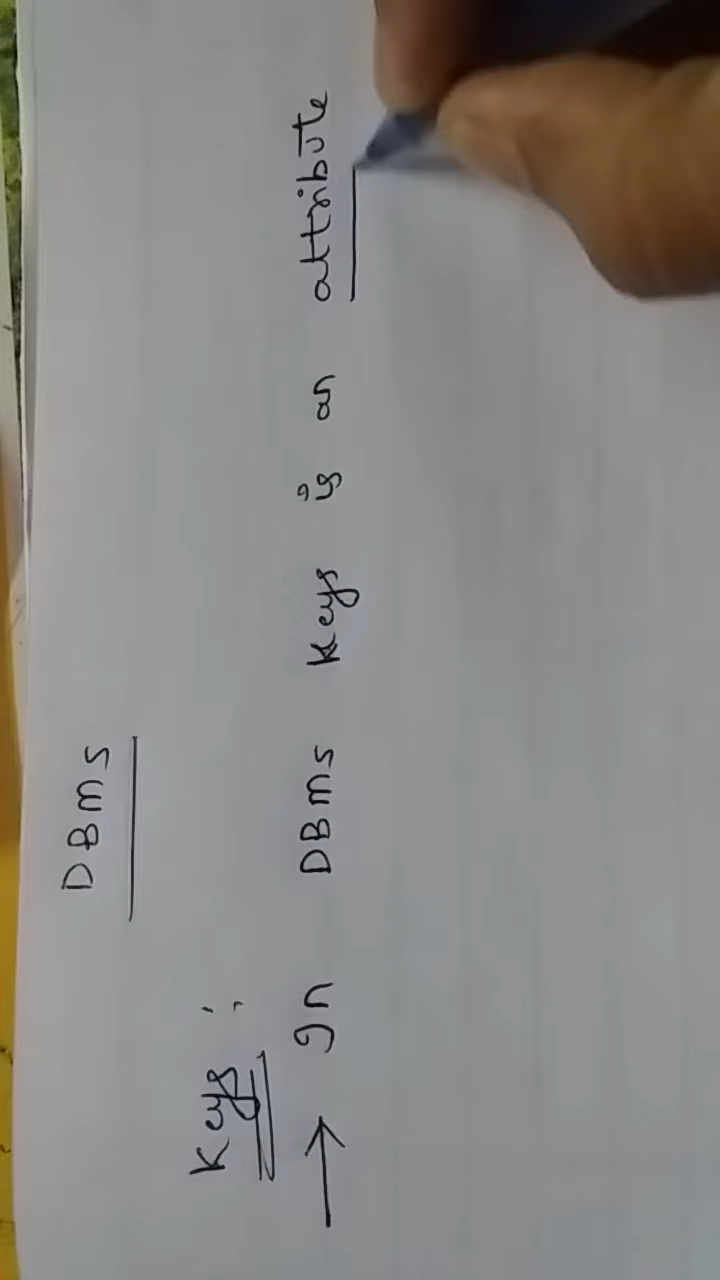 DBMS
Keys :
→ In DBMS Keys is an attribute